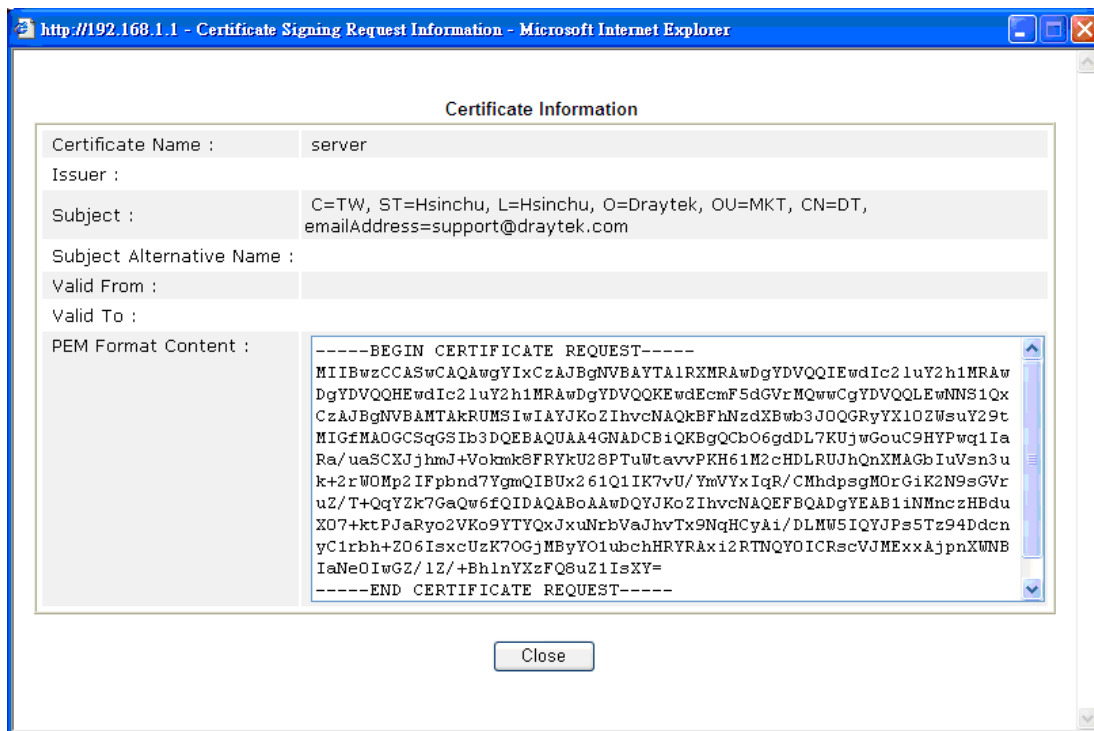 http://192.168.1.1 - Certificate Signing Request Information - Microsoft Internet Explorer
Certificate Information
Certificate Name : server
Issuer :
Subject : C=TW, ST=Hsinchu, L=Hsinchu, O=Draytek, OU=MKT, CN=DT,
emailAddress=support@draytek.com
Subject Alternative Name :
Valid From :
Valid To :
PEM Format Content : -----BEGIN CERTIFICATE REQUEST-----
MIIBwzCCASwCAQAwgYIxCzAJBgNVBAYTAlRXMRAwDgYDVQQIEwdIc2luY2h1MRAw
DgYDVQQHEwdIc2luY2h1MRAwDgYDVQQKEwdEcmF5dGVrMQwwCgYDVQQLEwNNS1Qx
CzAJBgNVBAMTAkRUMSIwIAYJKoZIhvcNAQkBFhNzdXBwb3J0QGRyYXl0ZWsuY29t
MIGfMA0GCSqGSIb3DQEBAQUAA4GNADCBiQKBgQCbO6gdDL7KUjwGouC9HYPwq1Ia
Ra/uaSCXJjhmJ+Vokmk8FRYkU28PTuWtavvPKH61M2cHDLRUJhQnXMAGbIuVsn3u
k+2rW0Mp2IFpbnd7YgmQIBUx261Q1IK7vU/YmVYxIqR/CMhdpsgM0rGiK2N9sGVr
uZ/T+QqYZk7GaQw6fQIDAQABoAAwDQYJKoZIhvcNAQEFBQADgYEAB1iNMnczHBdu
XO7+ktPJaRyo2VKo9YTYQxJxuNrbVaJhvTx9NqHCyAi/DLMW5IQYJPs5Tz94Ddcn
yC1rbh+ZO6IsxcUzK7OGjMByYO1ubchHRYRAxi2RTNQYOICRscVJMExxAjpnXWNB
IaNeOIwGZ/lZ/+BhlnYXzFQ8uZ1IsXY=
-----END CERTIFICATE REQUEST-----
Close